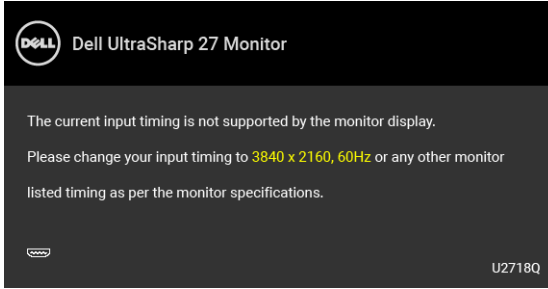 DELL Dell UltraSharp 27 Monitor
The current input timing is not supported by the monitor display.
Please change your input timing to 3840 x 2160, 60Hz or any other monitor
listed timing as per the monitor specifications.
U2718Q